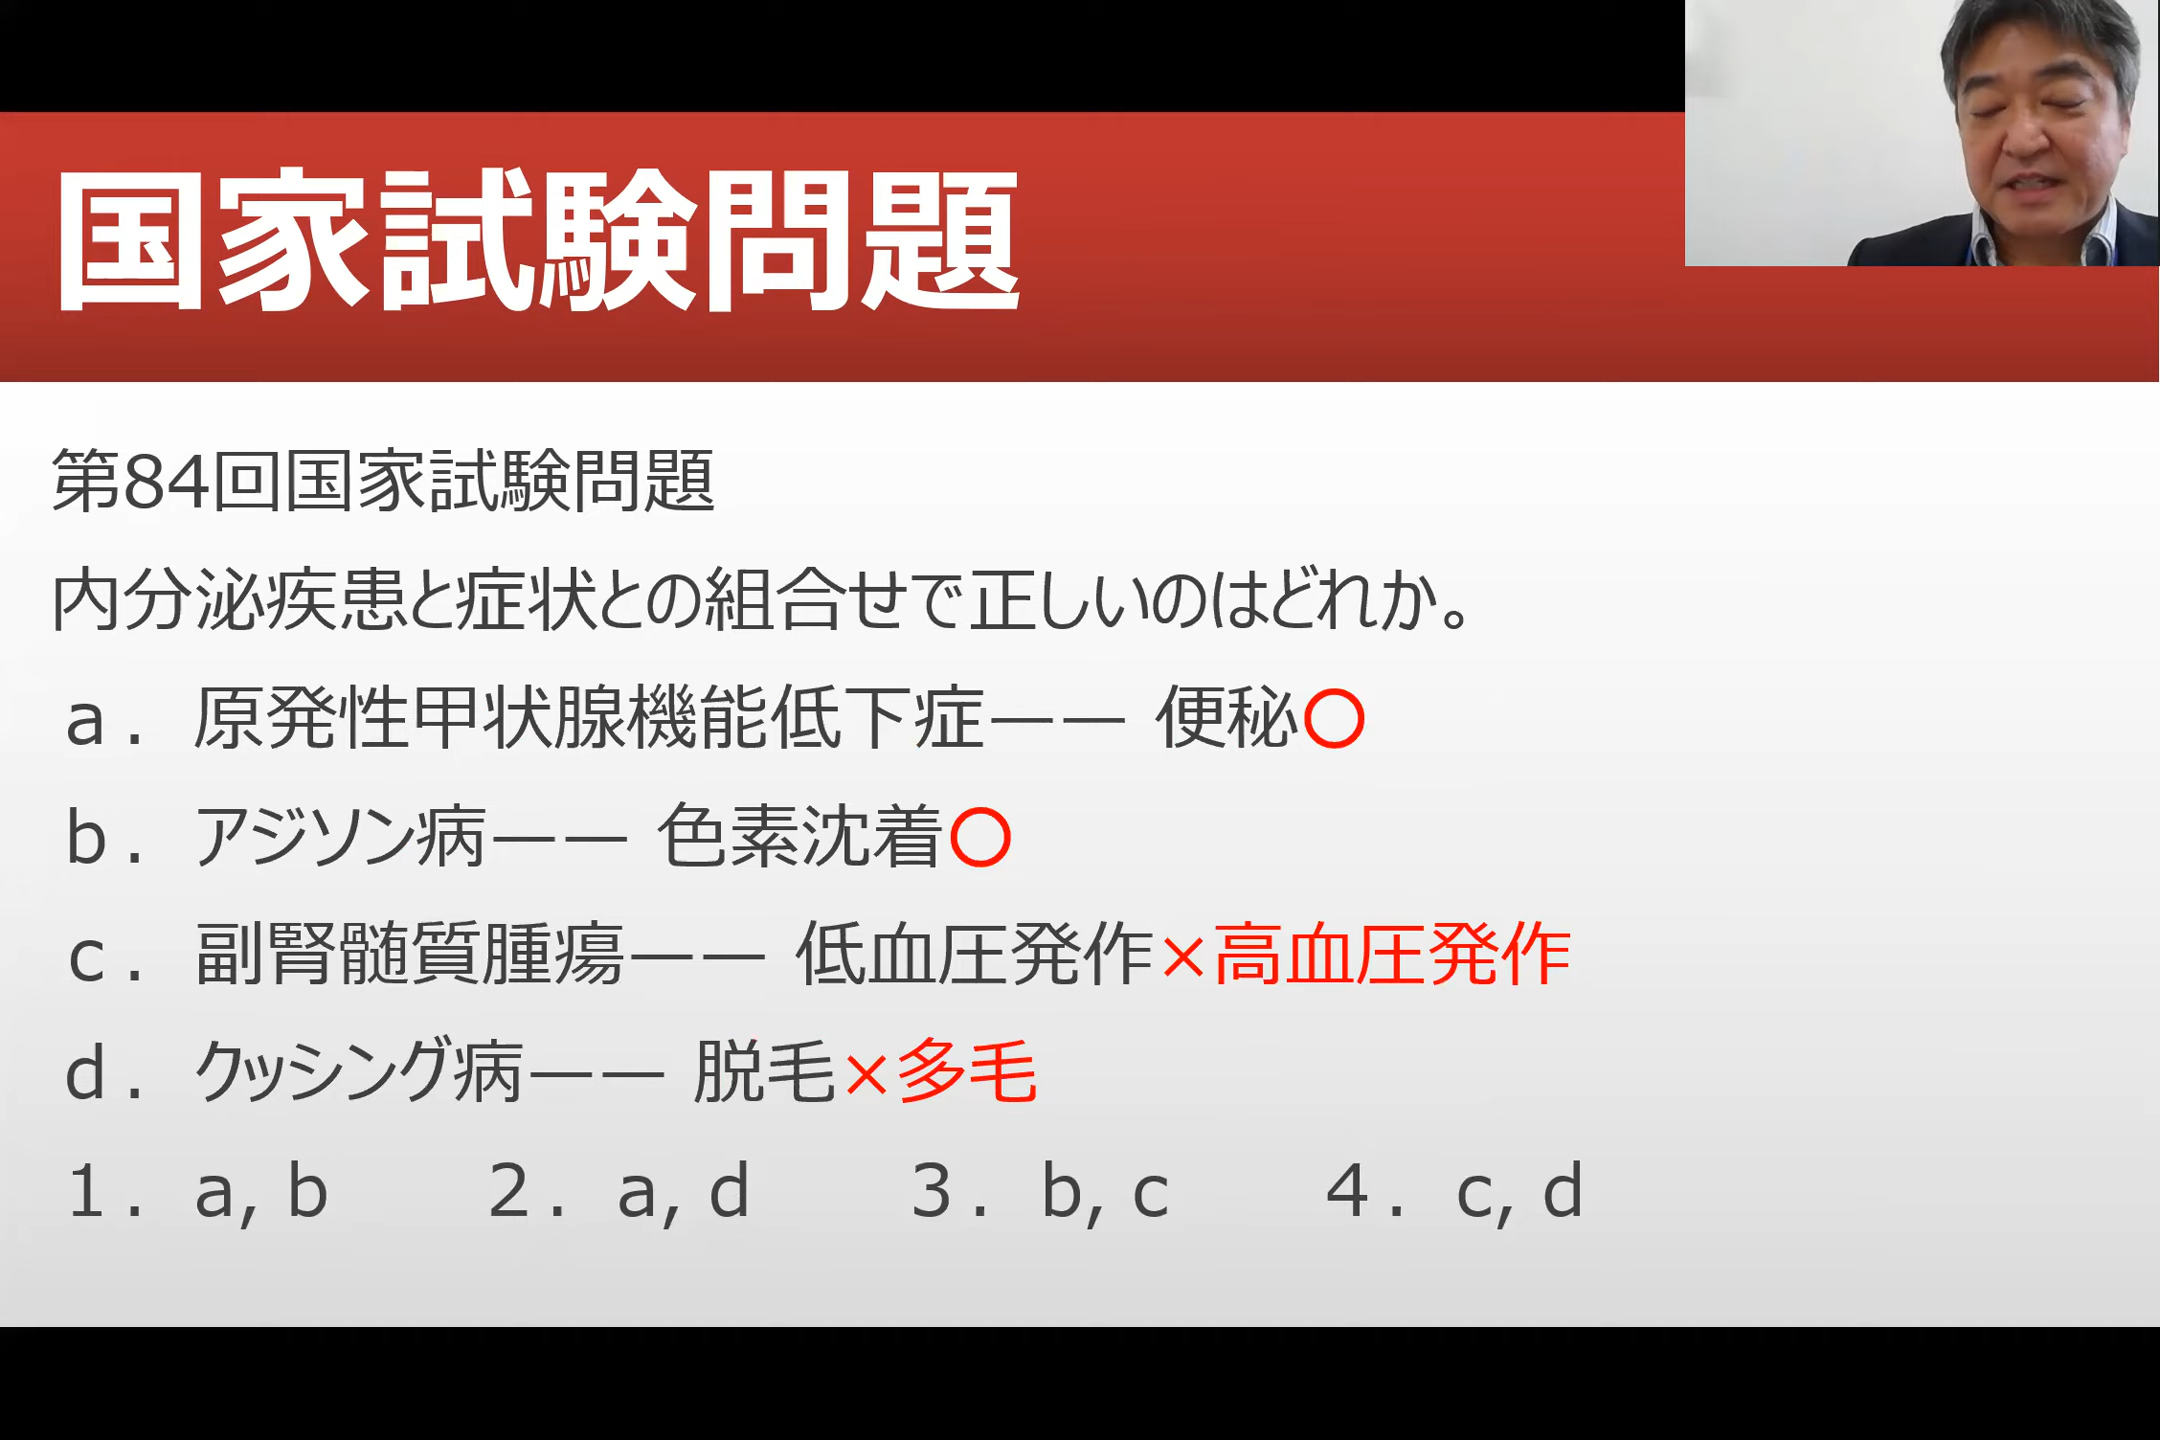 国家試験問題
第84回国家試験問題
内分泌疾患と症状との組合せで正しいのはどれか。
a． 原発性甲状腺機能低下症―― 便秘〇
b． アジソン病―― 色素沈着〇
c． 副腎髄質腫瘍―― 低血圧発作×高血圧発作
d． クッシング病―― 脱毛×多毛
1． a, b　　2． a, d　　3． b, c　　4． c, d